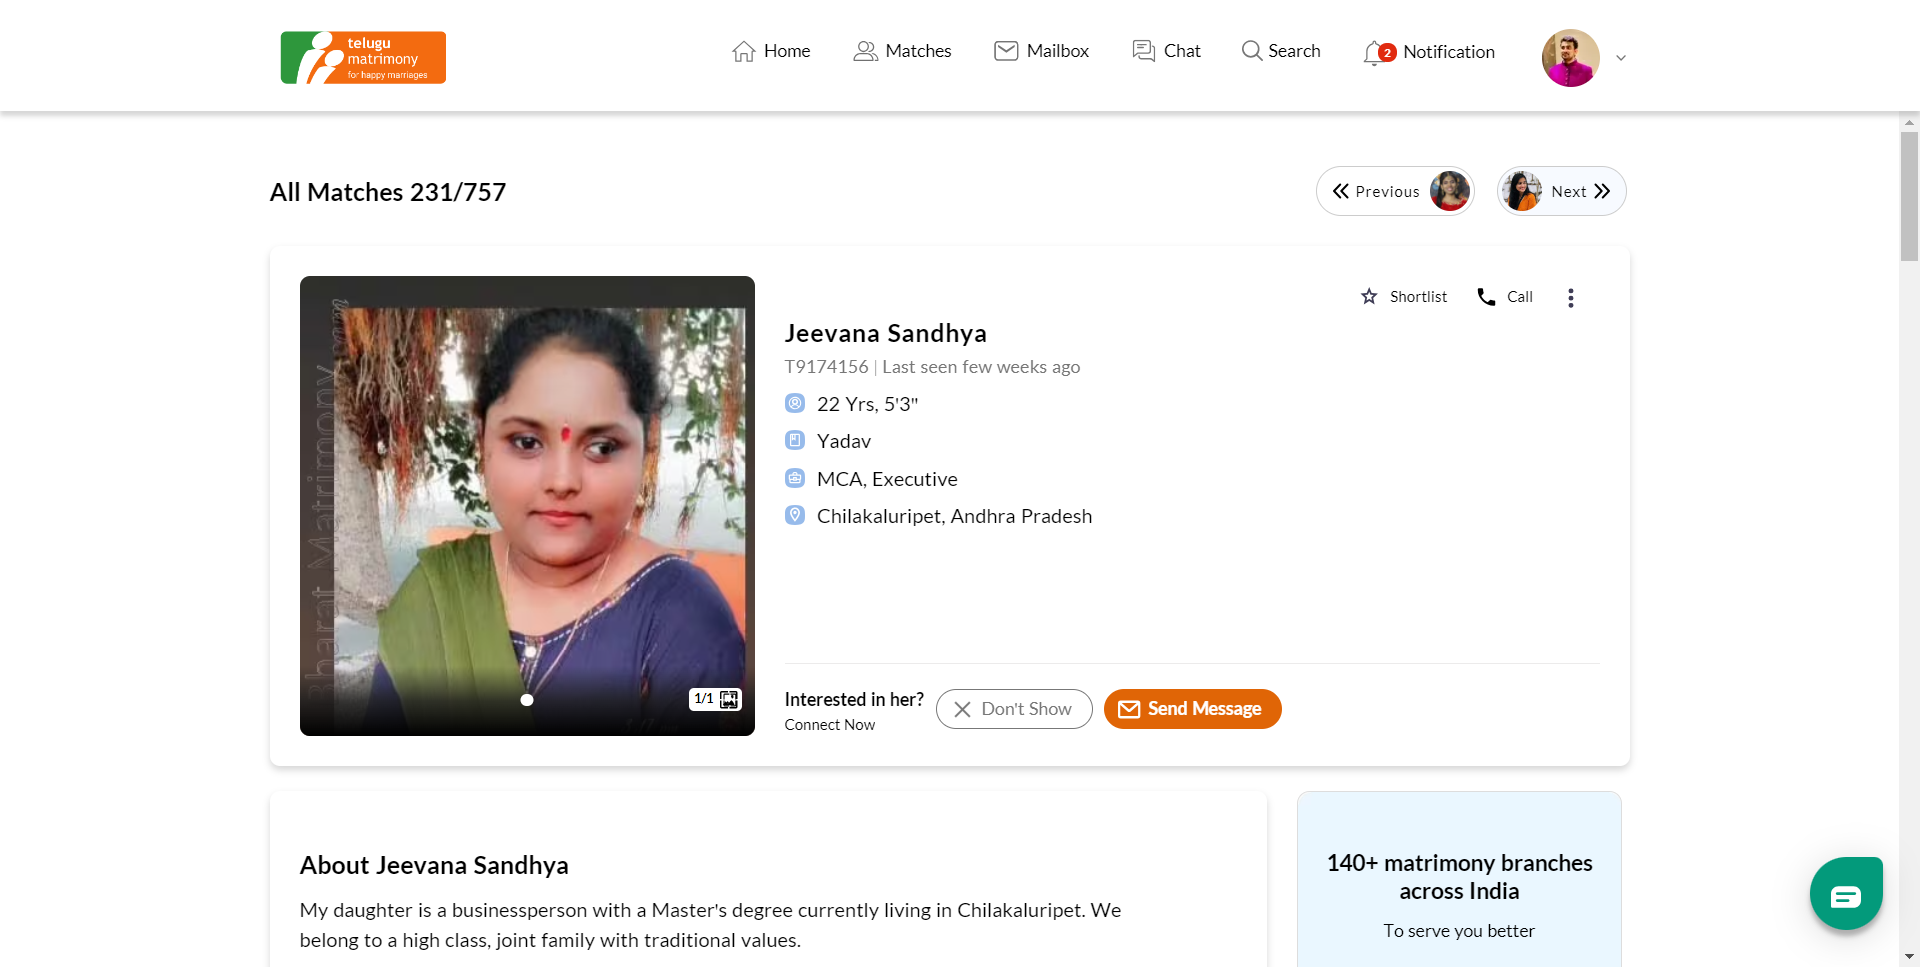 telugu
matrimony
for happy marriages
Home
Matches
Mailbox
Chat
Search
2
Notification
All Matches 231/757
Previous
Next
Shortlist
Call
Jeevana Sandhya
T9174156 | Last seen few weeks ago
22 Yrs, 5'3"
Yadav
MCA, Executive
Chilakaluripet, Andhra Pradesh
Bharat Matrimony
1/1
Interested in her?
Connect Now
Don't Show
Send Message
About Jeevana Sandhya
My daughter is a businessperson with a Master's degree currently living in Chilakaluripet. We
belong to a high class, joint family with traditional values.
140+ matrimony branches
across India
To serve you better